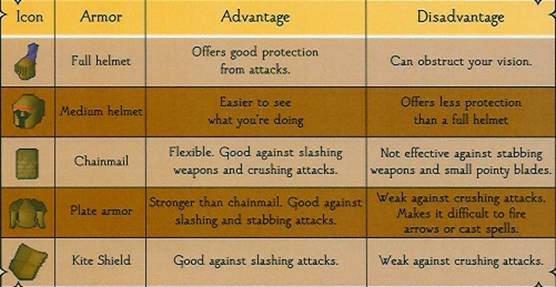 Icon Armor Advantage Disadvantage
Full helmet
Offers good protection
from attacks.
Can obstruct your vision.
Medium helmet
Easier to see
what you're doing
Offers less protection
than a full helmet
Chainmail
Flexible. Good against slashing
weapons and crushing attacks.
Not effective against stabbing
weapons and small pointy blades.
Plate armor
Stronger than chainmail. Good against
slashing and stabbing attacks.
Weak against crushing attacks.
Makes it difficult to fire
arrows or cast spells.
Kite Shield
Good against slashing attacks.
Weak against crushing attacks.